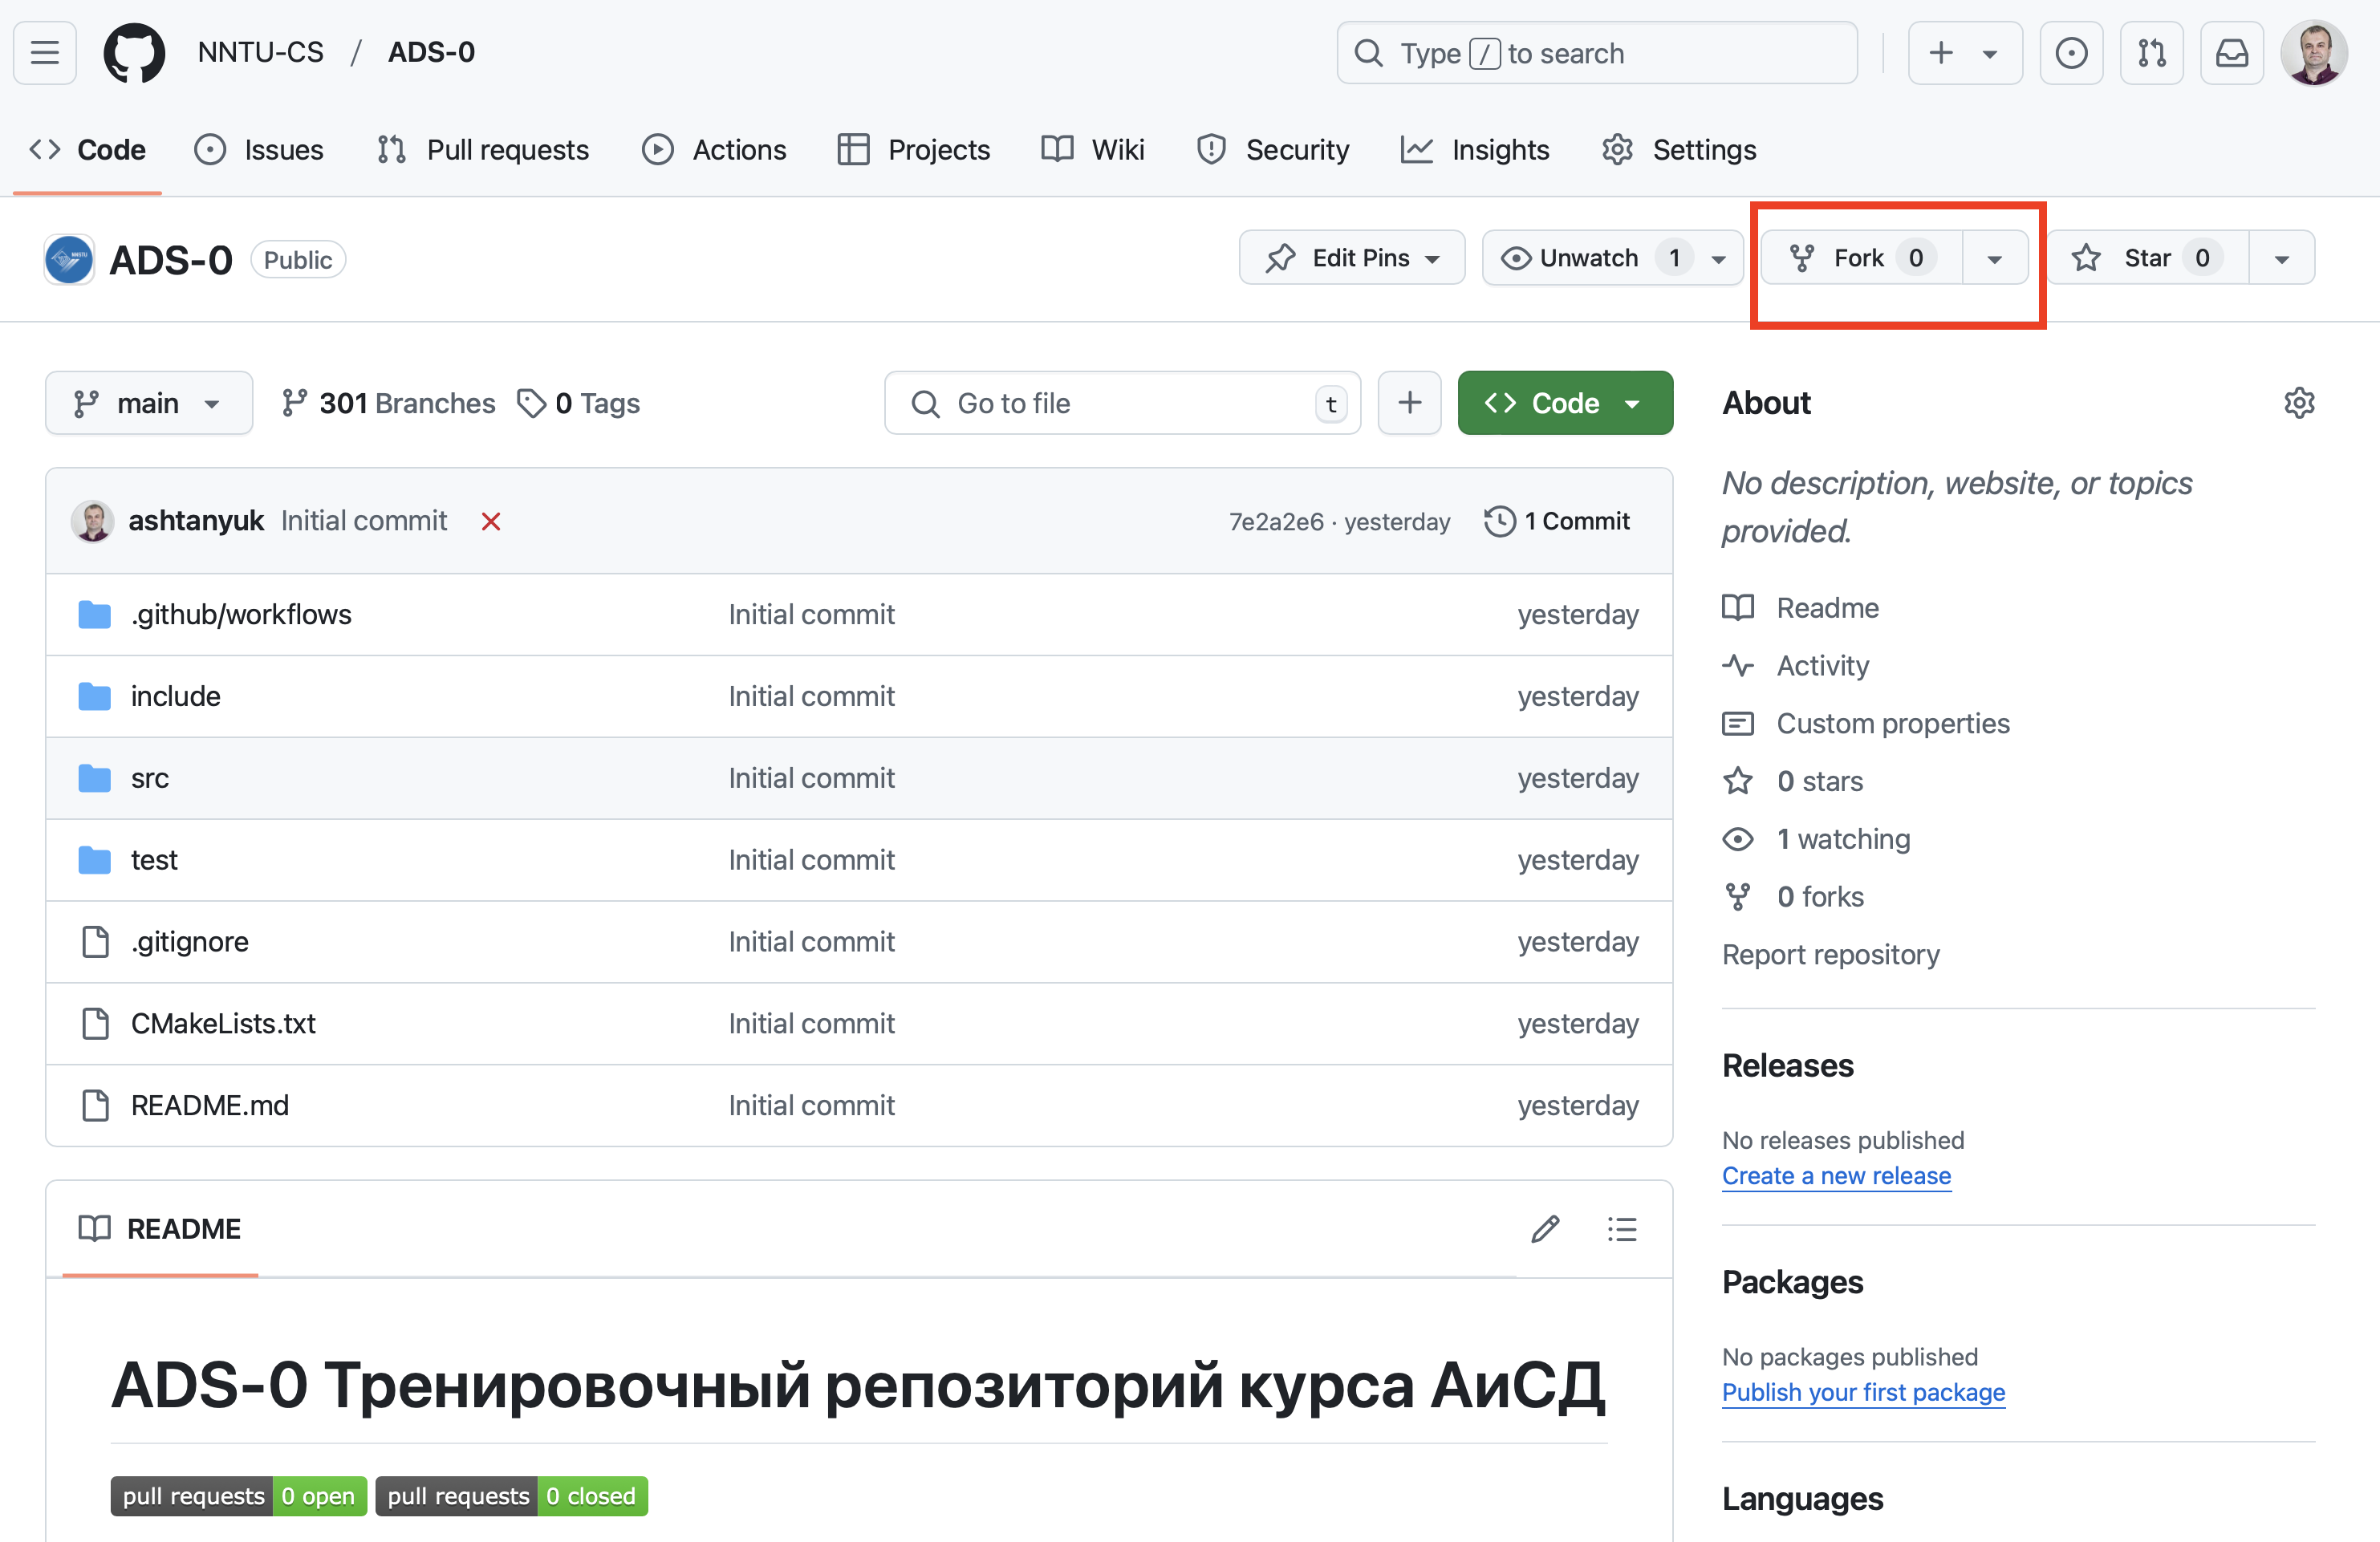 NNTU-CS / ADS-0
Type / to search
Code Issues Pull requests Actions Projects Wiki Security Insights Settings
ADS-0 Public
Edit Pins Unwatch 1 Fork 0 Star 0
main 301 Branches 0 Tags Go to file t Code
ashtanyuk Initial commit 7e2a2e6 · yesterday 1 Commit
.github/workflows Initial commit yesterday
include Initial commit yesterday
src Initial commit yesterday
test Initial commit yesterday
.gitignore Initial commit yesterday
CMakeLists.txt Initial commit yesterday
README.md Initial commit yesterday
README
ADS-0 Тренировочный репозиторий курса АиСД
pull requests 0 open pull requests 0 closed
About
No description, website, or topics
provided.
Readme
Activity
Custom properties
0 stars
1 watching
0 forks
Report repository
Releases
No releases published
Create a new release
Packages
No packages published
Publish your first package
Languages